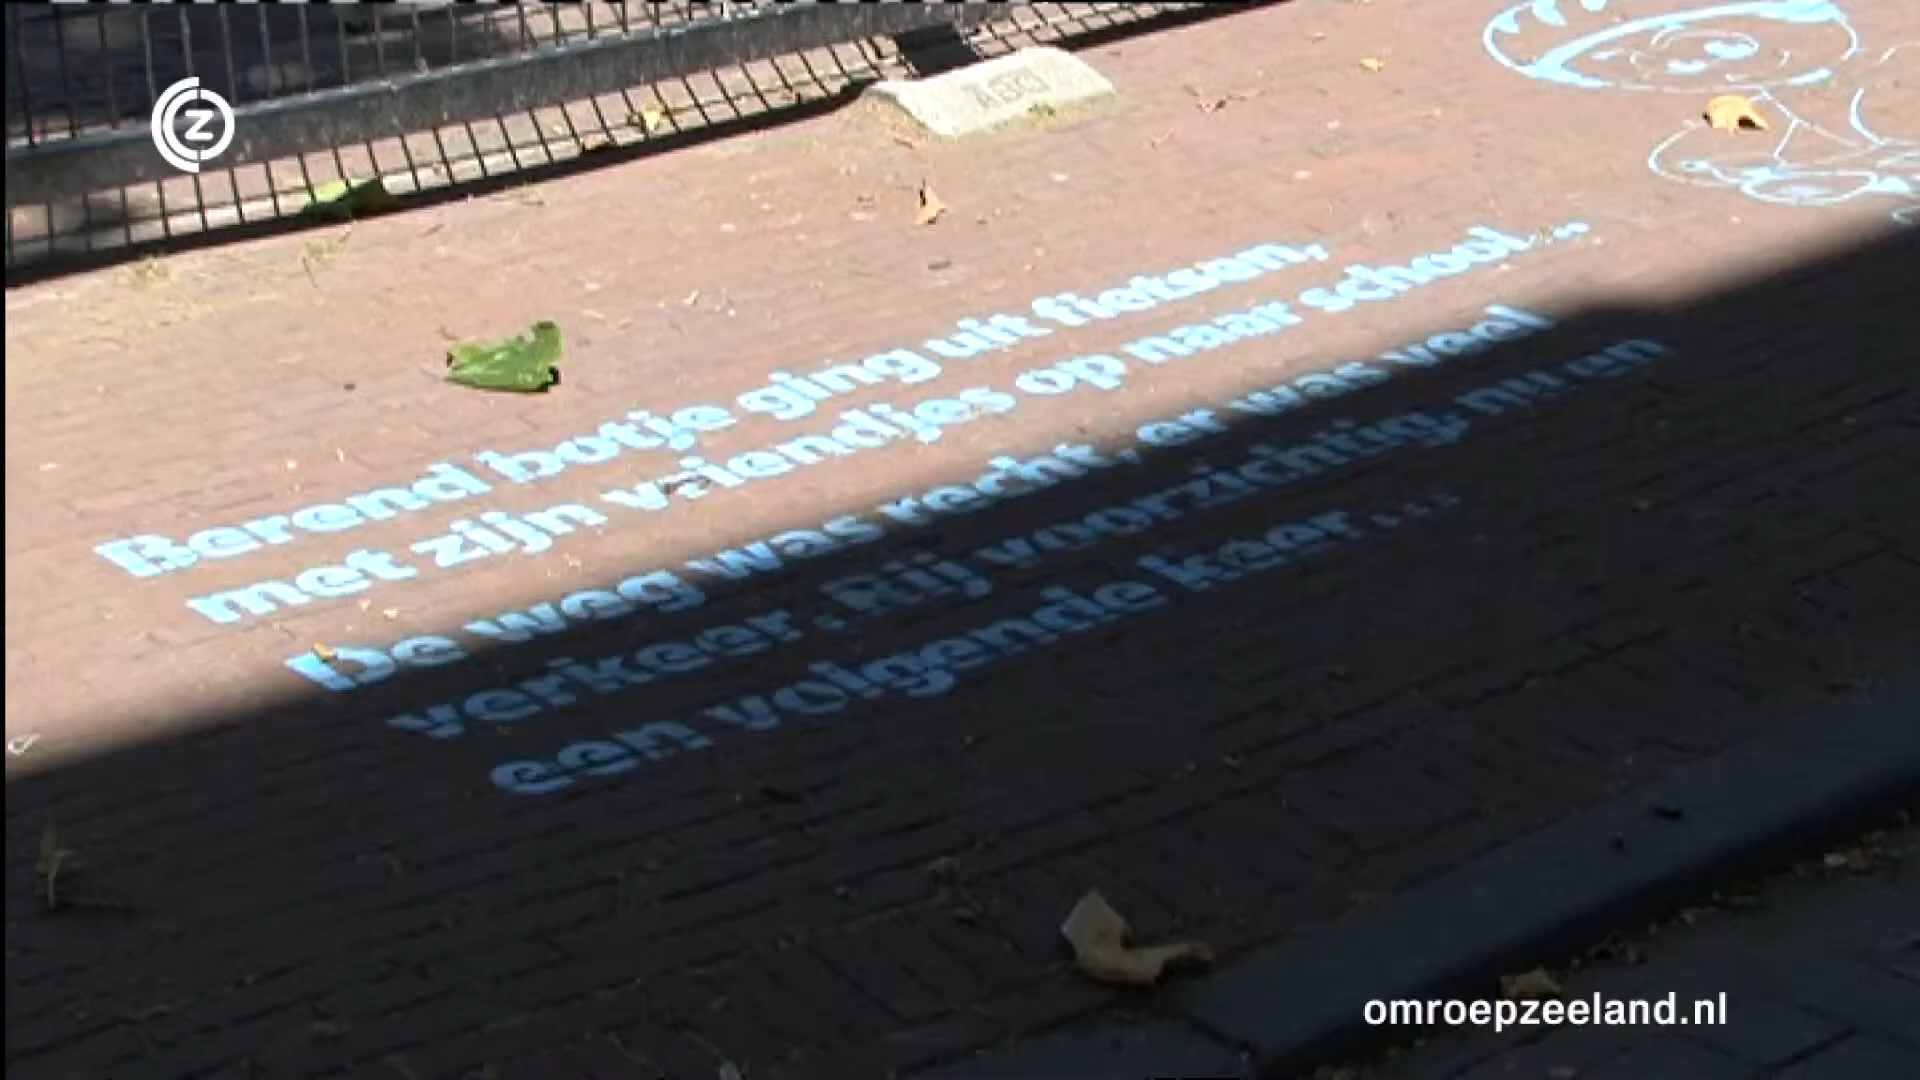 Berend botje ging uit fietsen,
met zijn vriendjes op naar school...
De weg was recht, er was veel
verkeer. Rij voorzichtig, nu en
een volgende keer....
omroepzeeland.nl